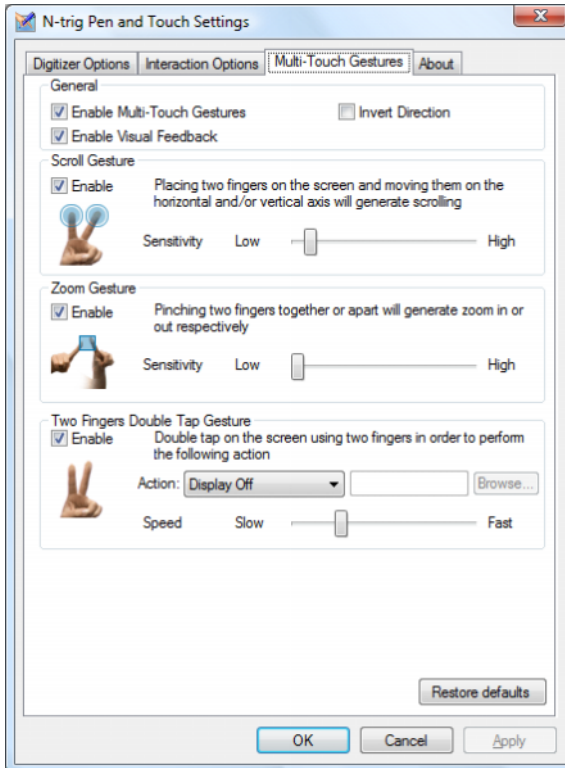 N-trig Pen and Touch Settings
Digitizer Options Interaction Options Multi-Touch Gestures About
General
Enable Multi-Touch Gestures Invert Direction
Enable Visual Feedback
Scroll Gesture
Enable Placing two fingers on the screen and moving them on the
horizontal and/or vertical axis will generate scrolling
Sensitivity Low High
Zoom Gesture
Enable Pinching two fingers together or apart will generate zoom in or
out respectively
Sensitivity Low High
Two Fingers Double Tap Gesture
Enable Double tap on the screen using two fingers in order to perform
the following action
Action: Display Off Browse...
Speed Slow Fast
Restore defaults
OK Cancel Apply